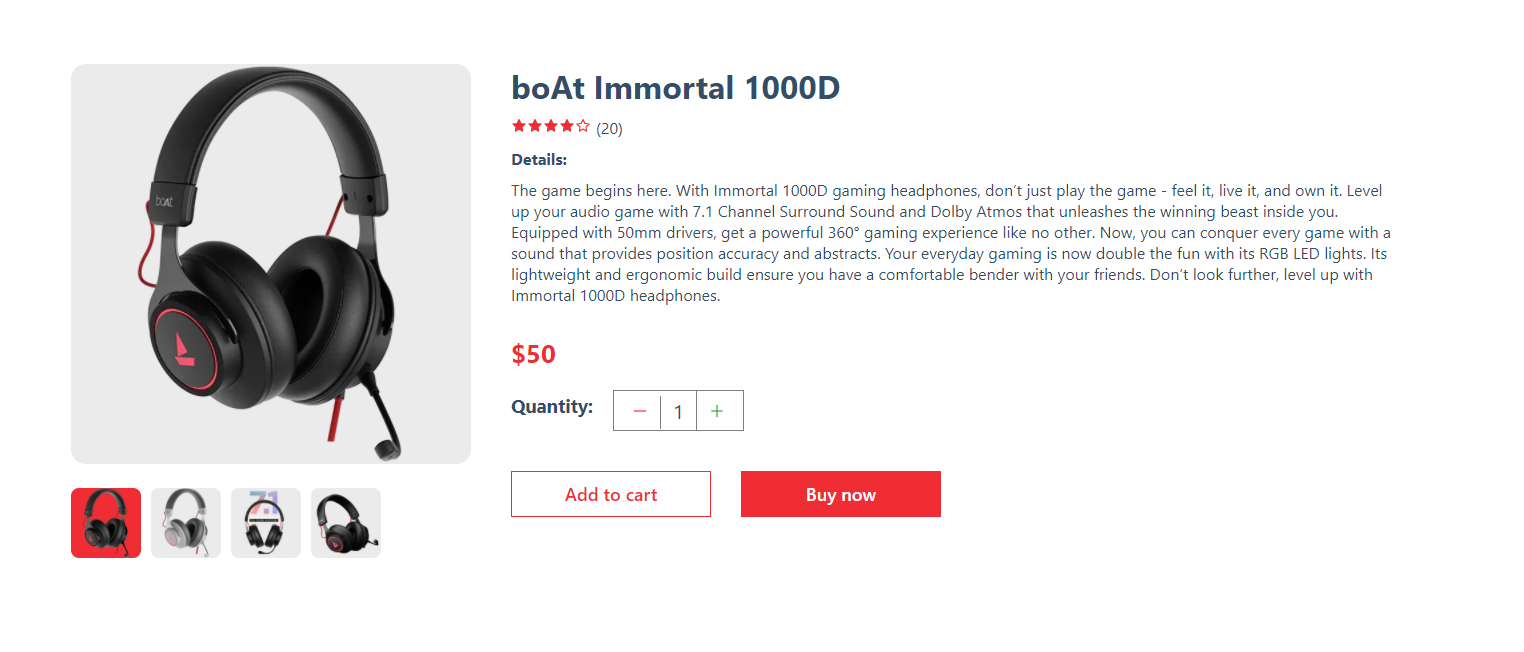 boAt
boAt Immortal 1000D
(20)
Details:
The game begins here. With Immortal 1000D gaming headphones, don't just play the game - feel it, live it, and own it. Level
up your audio game with 7.1 Channel Surround Sound and Dolby Atmos that unleashes the winning beast inside you.
Equipped with 50mm drivers, get a powerful 360° gaming experience like no other. Now, you can conquer every game with a
sound that provides position accuracy and abstracts. Your everyday gaming is now double the fun with its RGB LED lights. Its
lightweight and ergonomic build ensure you have a comfortable bender with your friends. Don't look further, level up with
Immortal 1000D headphones.
$50
Quantity: − 1 +
Add to cart Buy now
7.1